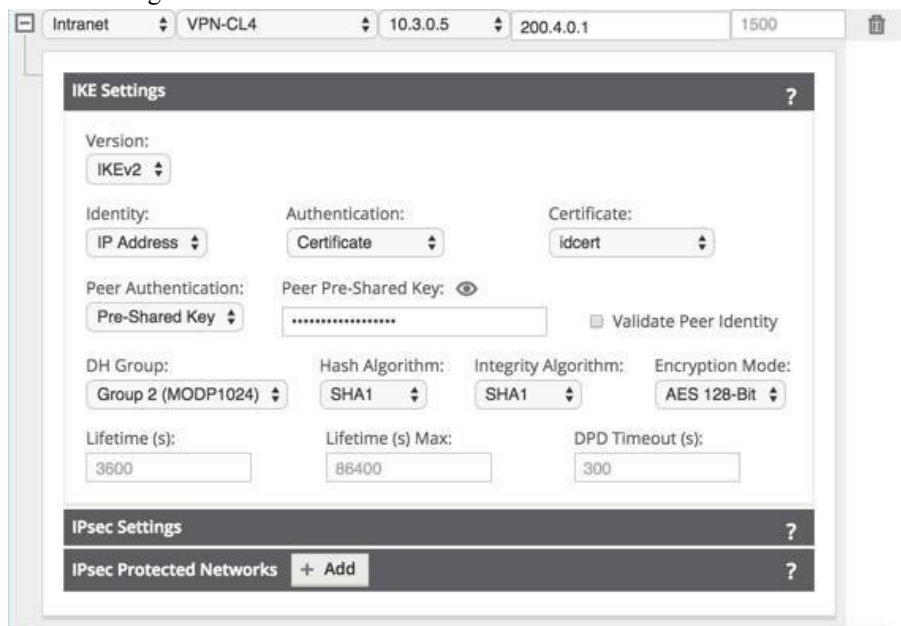 Intranet VPN-CL4 10.3.0.5 200.4.0.1 1500
IKE Settings ?
Version:
IKEv2
Identity: Authentication: Certificate:
IP Address Certificate idcert
Peer Authentication: Peer Pre-Shared Key:
Pre-Shared Key •••••••••••••••••• Validate Peer Identity
DH Group: Hash Algorithm: Integrity Algorithm: Encryption Mode:
Group 2 (MODP1024) SHA1 SHA1 AES 128-Bit
Lifetime (s): Lifetime (s) Max: DPD Timeout (s):
3600 86400 300
IPsec Settings ?
IPsec Protected Networks + Add ?